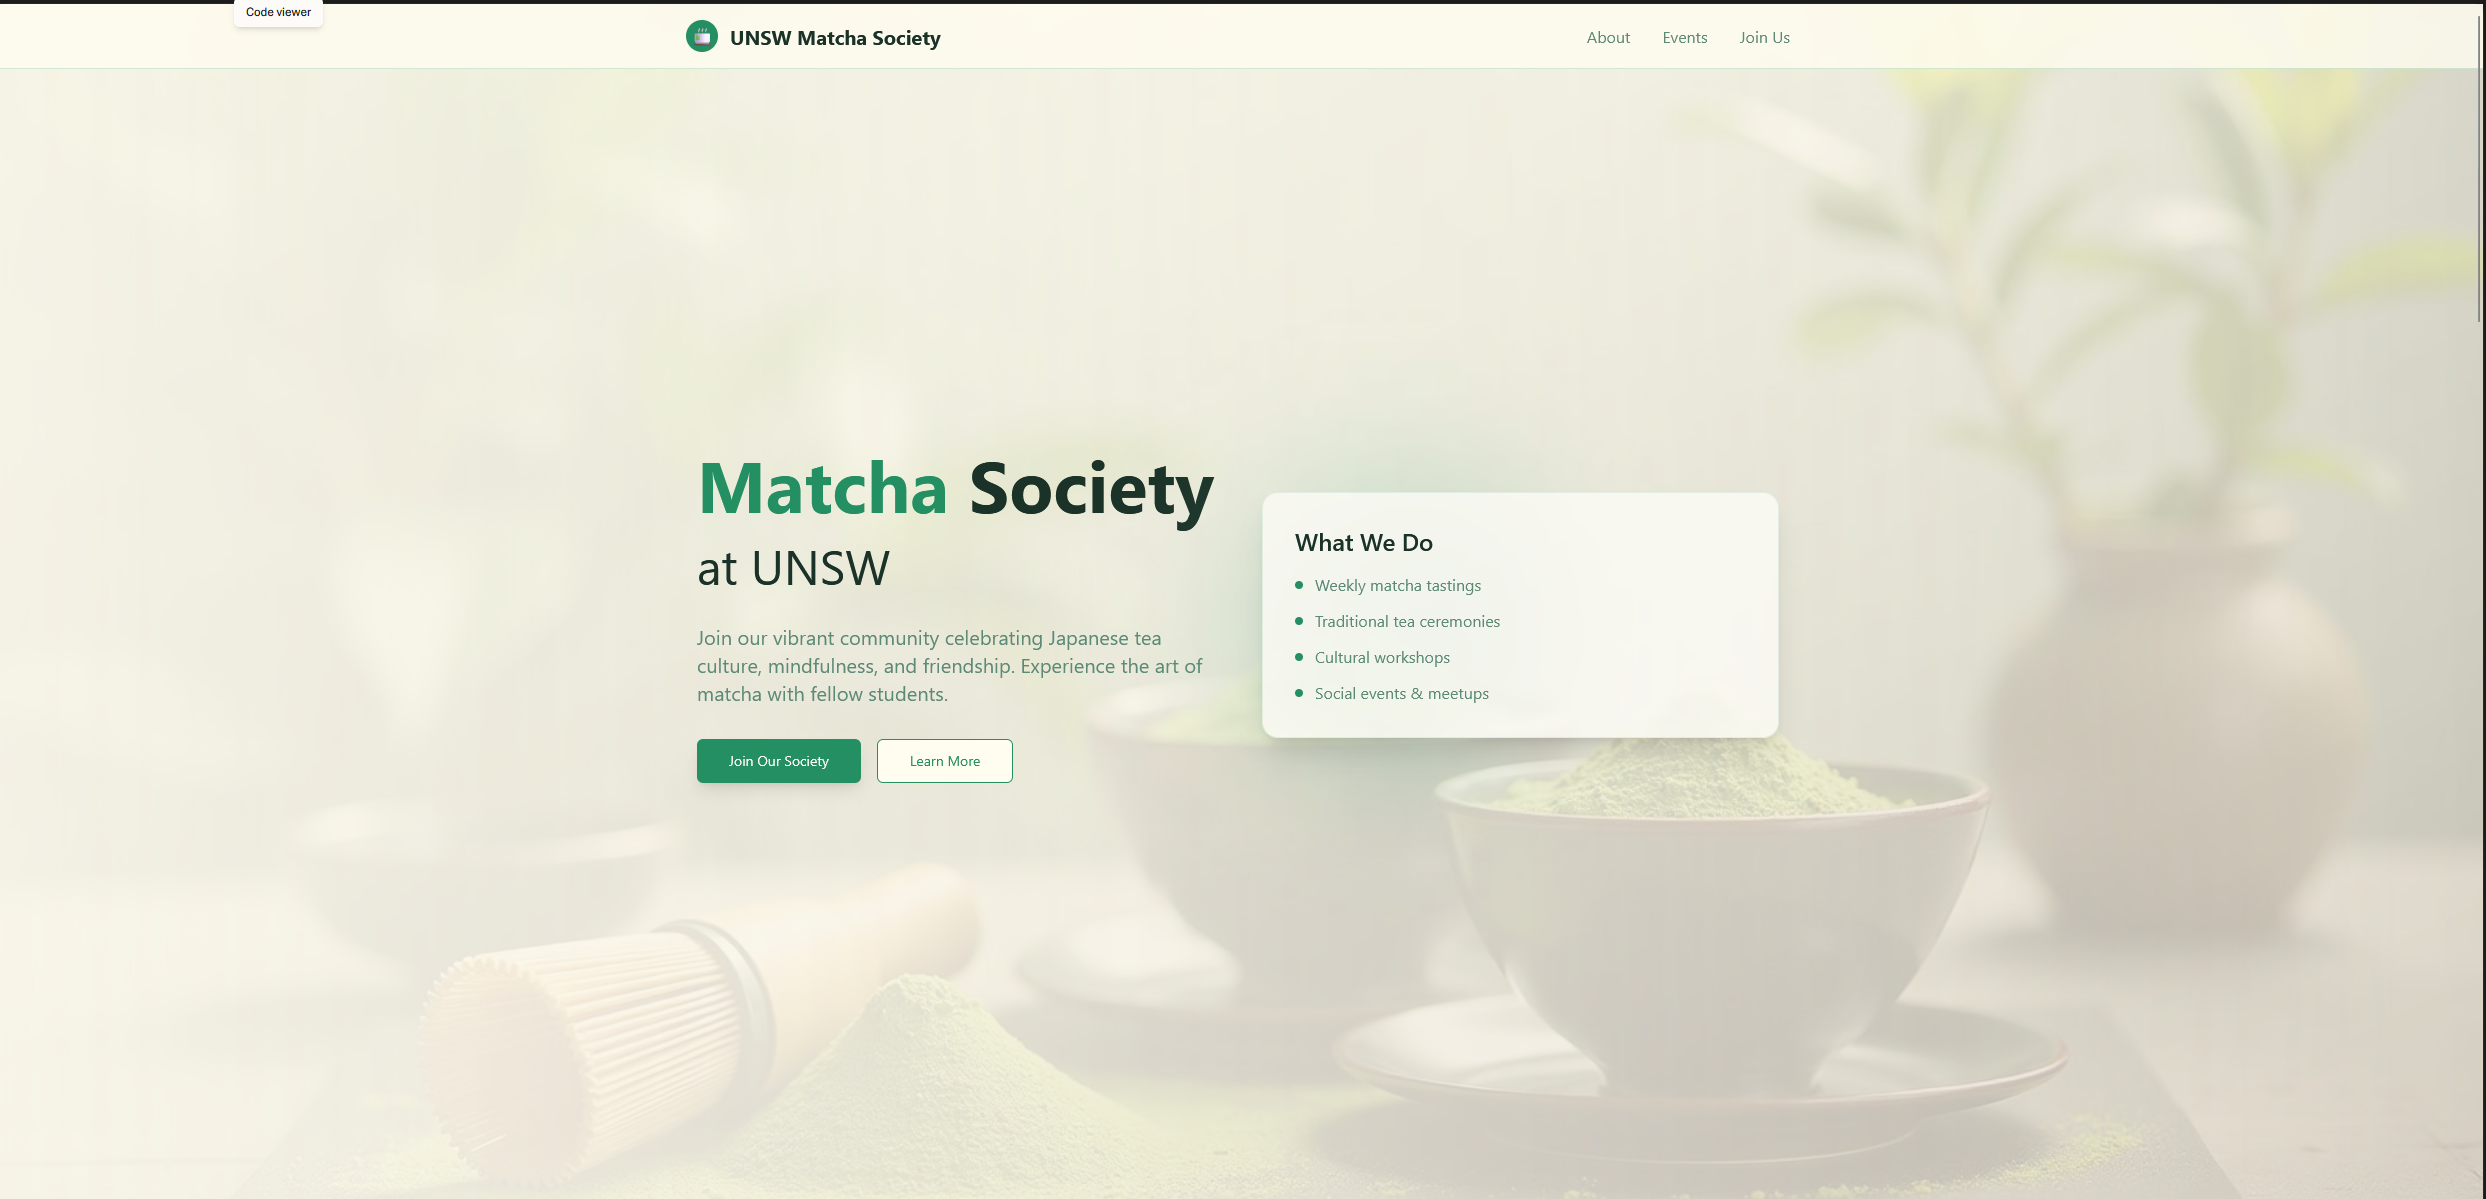 Code viewer
UNSW Matcha Society
About
Events
Join Us
Matcha Society
at UNSW
Join our vibrant community celebrating Japanese tea
culture, mindfulness, and friendship. Experience the art of
matcha with fellow students.
Join Our Society
Learn More
What We Do
Weekly matcha tastings
Traditional tea ceremonies
Cultural workshops
Social events & meetups